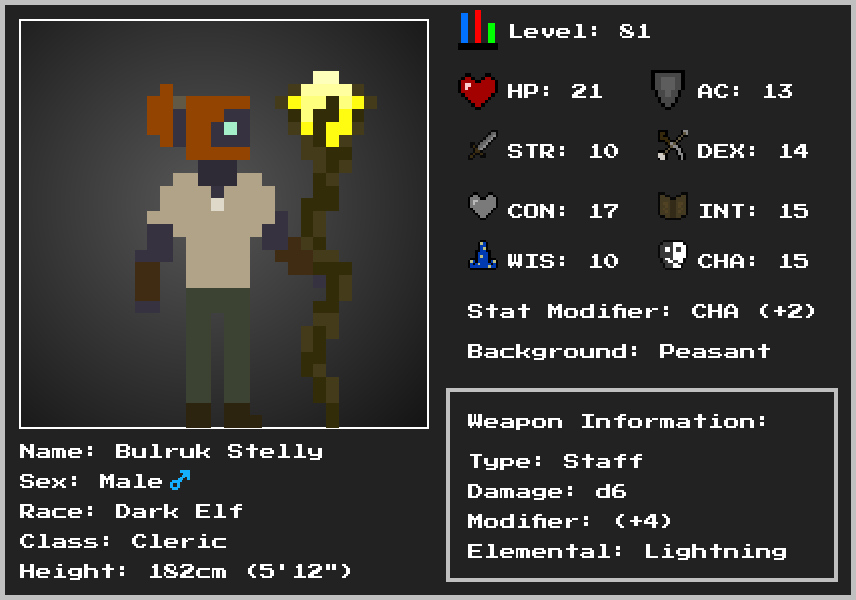 Level: 81
HP: 21
AC: 13
STR: 10
DEX: 14
CON: 17
INT: 15
WIS: 10
CHA: 15
Stat Modifier: CHA (+2)
Background: Peasant
Weapon Information:
Type: Staff
Damage: d6
Modifier: (+4)
Elemental: Lightning
Name: Bulruk Stelly
Sex: Male♂
Race: Dark Elf
Class: Cleric
Height: 182cm (5'12")